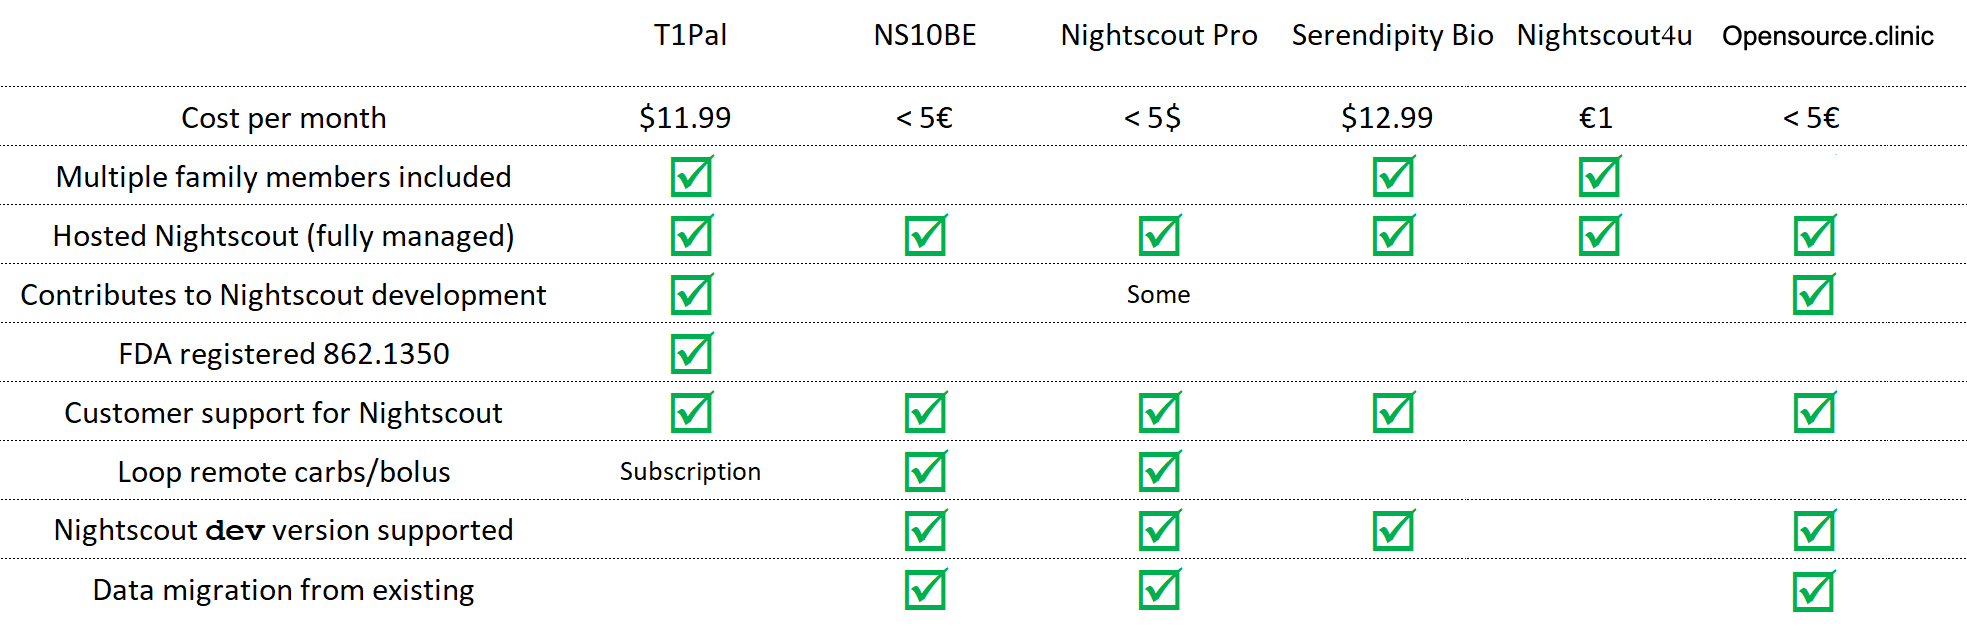 T1Pal NS10BE Nightscout Pro Serendipity Bio Nightscout4u Opensource.clinic
Cost per month $11.99 < 5€ < 5$ $12.99 €1 < 5€
Multiple family members included
Hosted Nightscout (fully managed)
Contributes to Nightscout development Some
FDA registered 862.1350
Customer support for Nightscout
Loop remote carbs/bolus Subscription
Nightscout dev version supported
Data migration from existing